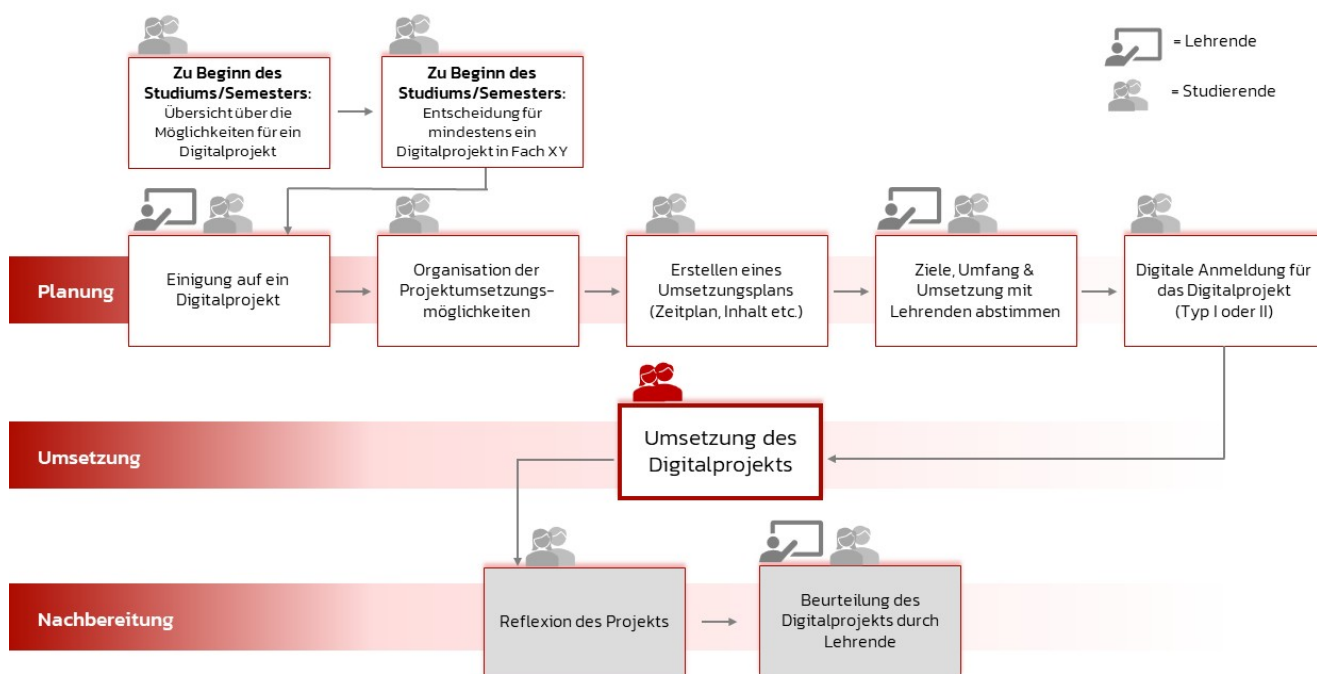 Zu Beginn des
Studiums/Semesters:
Übersicht über die
Möglichkeiten für ein
Digitalprojekt
Zu Beginn des
Studiums/Semesters:
Entscheidung für
mindestens ein
Digitalprojekt in Fach XY
= Lehrende
= Studierende
Planung
Einigung auf ein
Digitalprojekt
Organisation der
Projektumsetzungs-
möglichkeiten
Erstellen eines
Umsetzungsplans
(Zeitplan, Inhalt etc.)
Ziele, Umfang &
Umsetzung mit
Lehrenden abstimmen
Digitale Anmeldung für
das Digitalprojekt
(Typ I oder II)
Umsetzung
Umsetzung des
Digitalprojekts
Nachbereitung
Reflexion des Projekts
Beurteilung des
Digitalprojekts durch
Lehrende